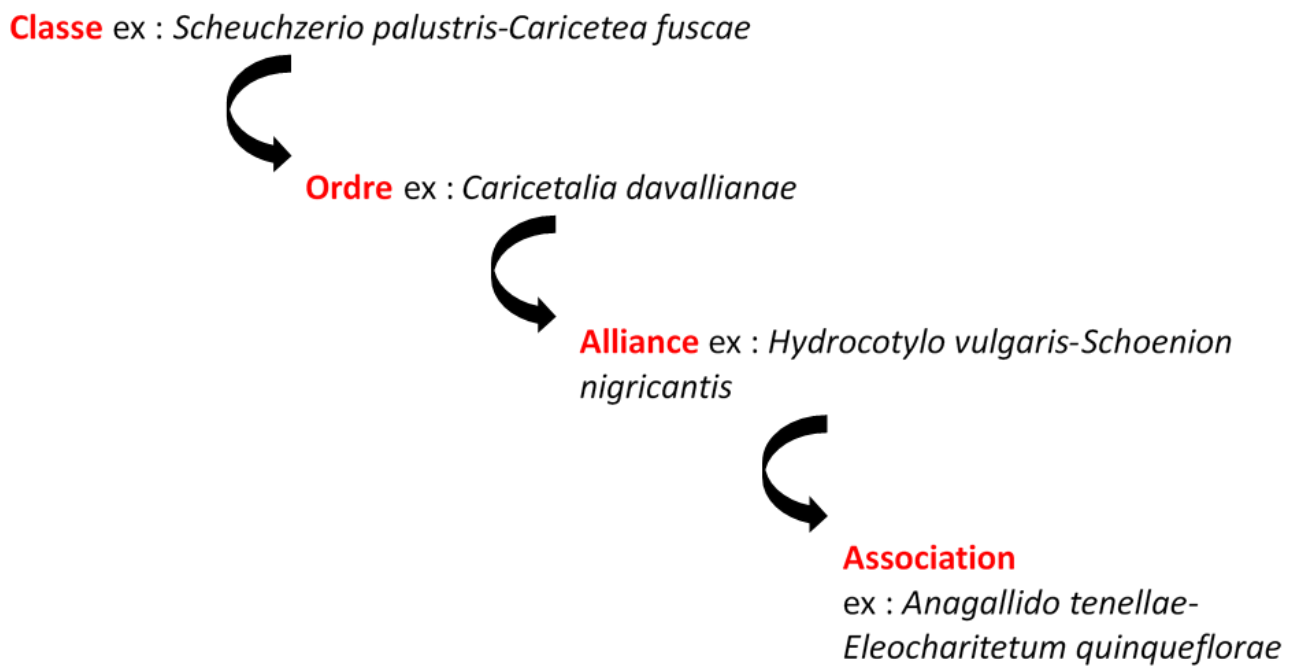 Classe ex : Scheuchzerio palustris-Caricetea fuscae
Ordre ex : Caricetalia davallianae
Alliance ex : Hydrocotylo vulgaris-Schoenion
nigricantis
Association
ex : Anagallido tenellae-
Eleocharitetum quinqueflorae